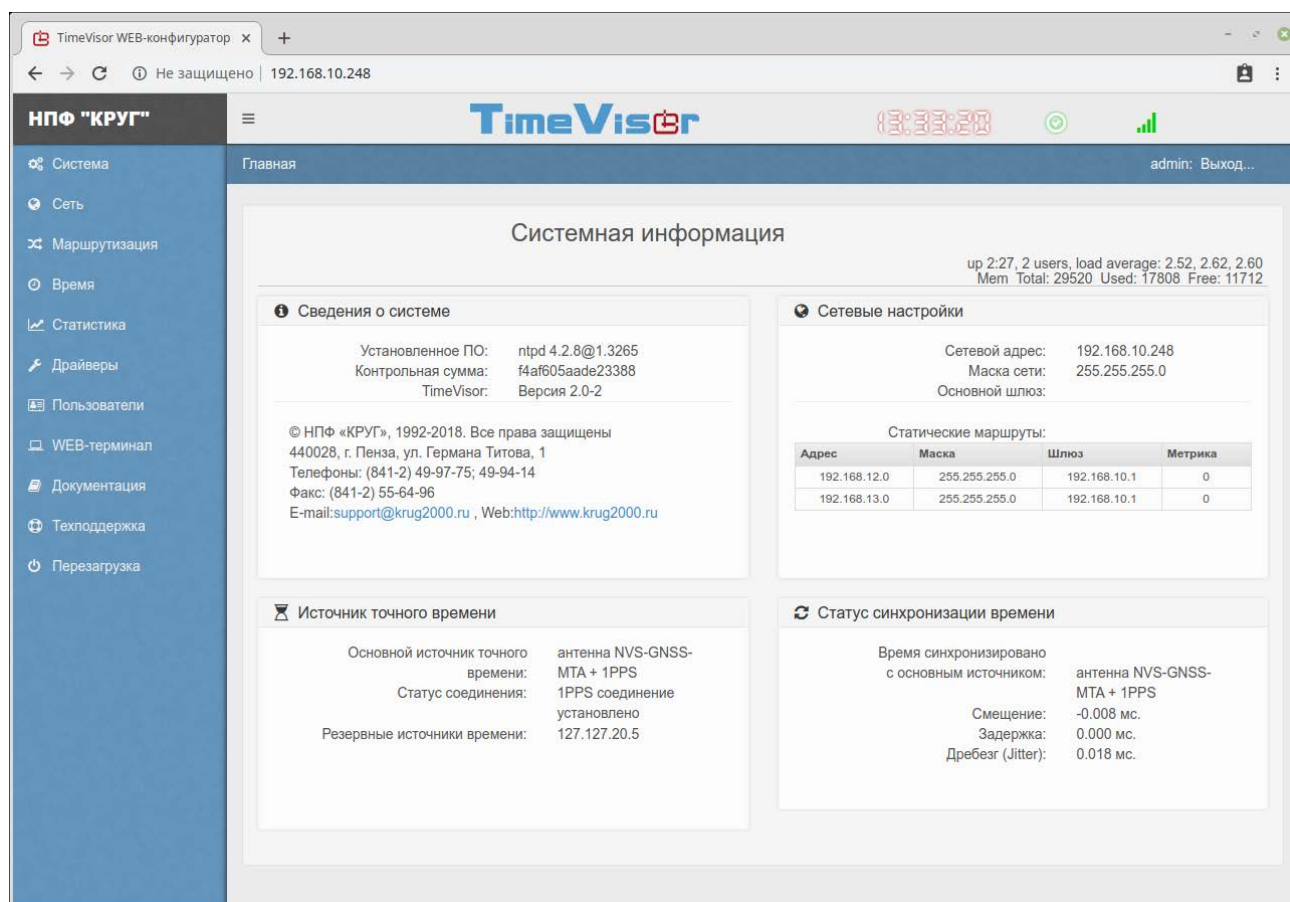 TimeVisor WEB-конфигуратор
Не защищено
192.168.10.248
НПФ "КРУГ"
TimeVisor
13:33:20
Система
Сеть
Маршрутизация
Время
Статистика
Драйверы
Пользователи
WEB-терминал
Документация
Техподдержка
Перезагрузка
Главная
admin: Выход...
Системная информация
up 2:27, 2 users, load average: 2.52, 2.62, 2.60
Mem Total: 29520 Used: 17808 Free: 11712
Сведения о системе
Установленное ПО: ntpd 4.2.8@1.3265
Контрольная сумма: f4af605aade23388
TimeVisor: Версия 2.0-2
© НПФ «КРУГ», 1992-2018. Все права защищены
440028, г. Пенза, ул. Германа Титова, 1
Телефоны: (841-2) 49-97-75; 49-94-14
Факс: (841-2) 55-64-96
E-mail:support@krug2000.ru , Web:http://www.krug2000.ru
Сетевые настройки
Сетевой адрес: 192.168.10.248
Маска сети: 255.255.255.0
Основной шлюз:
Статические маршруты:
Адрес Маска Шлюз Метрика
192.168.12.0 255.255.255.0 192.168.10.1 0
192.168.13.0 255.255.255.0 192.168.10.1 0
Источник точного времени
Основной источник точного антенна NVS-GNSS-
времени: MTA + 1PPS
Статус соединения: 1PPS соединение
установлено
Резервные источники времени: 127.127.20.5
Статус синхронизации времени
Время синхронизировано
с основным источником: антенна NVS-GNSS-
MTA + 1PPS
Смещение: -0.008 мс.
Задержка: 0.000 мс.
Дребезг (Jitter): 0.018 мс.